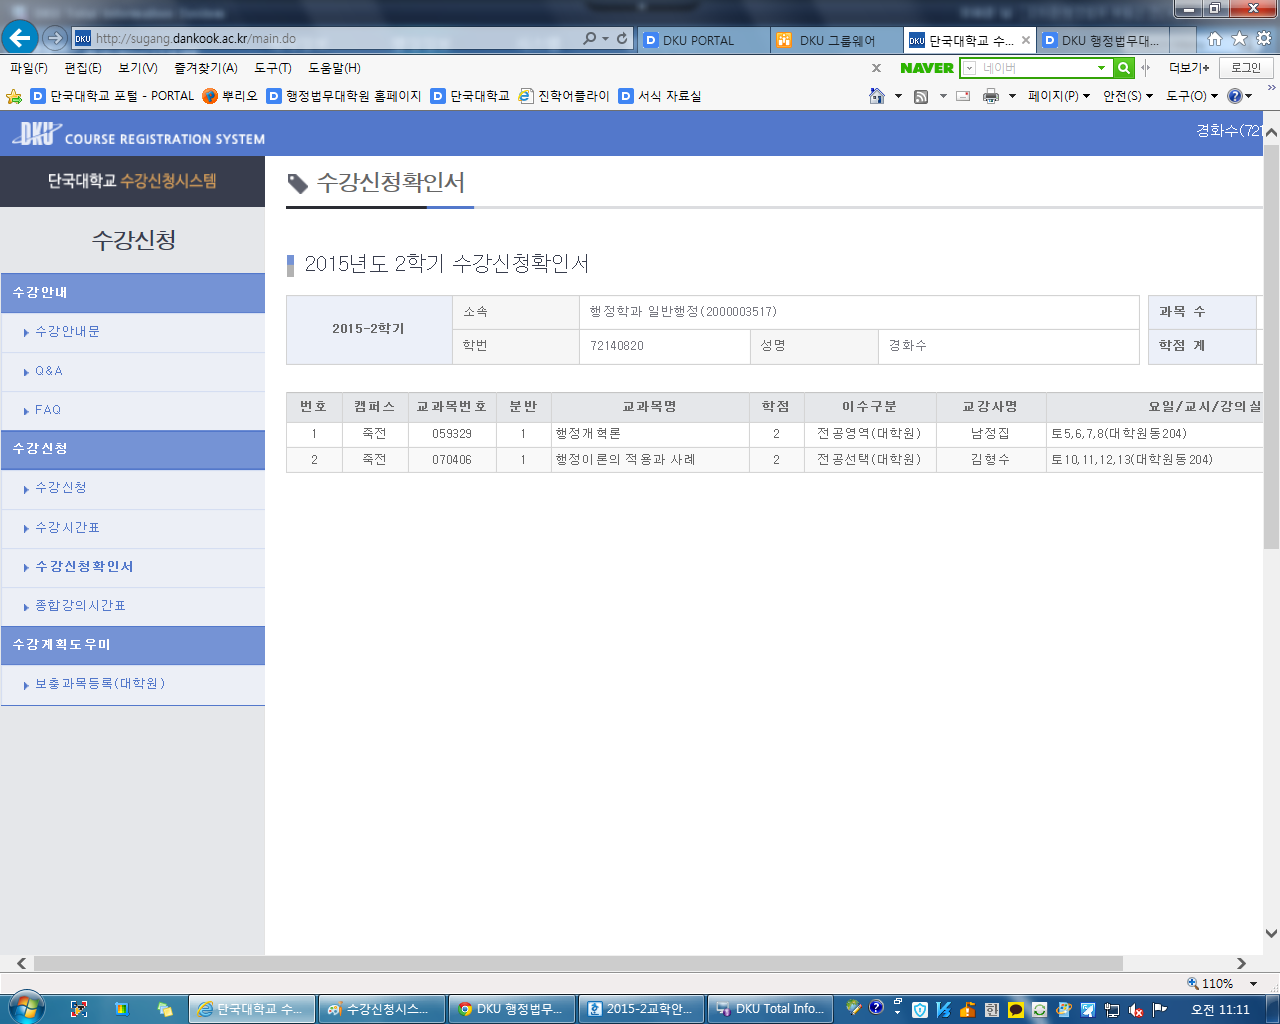 http://sugang.dankook.ac.kr/main.do
DKU PORTAL
DKU 그룹웨어
단국대학교 수...
DKU 행정법무대...
파일(F) 편집(E) 보기(V) 즐겨찾기(A) 도구(T) 도움말(H)
NAVER 네이버 더보기+ 로그인
단국대학교 포털 - PORTAL 뿌리오 행정법무대학원 홈페이지 단국대학교 진학어플라이 서식 자료실
페이지(P) 안전(S) 도구(O)
DKU COURSE REGISTRATION SYSTEM
경화수(721
단국대학교 수강신청시스템
수강신청
수강안내
수강안내문
Q&A
FAQ
수강신청
수강신청
수강시간표
수강신청확인서
종합강의시간표
수강계획도우미
보충과목등록(대학원)
수강신청확인서
2015년도 2학기 수강신청확인서
2015-2학기 소속 행정학과 일반행정(2000003517) 과목 수
학번 72140820 성명 경화수 학점 계
번호 캠퍼스 교과목번호 분반 교과목명 학점 이수구분 교강사명 요일/교시/강의실
1 죽전 059329 1 행정개혁론 2 전공영역(대학원) 남정집 토5,6,7,8(대학원동204)
2 죽전 070406 1 행정이론의 적용과 사례 2 전공선택(대학원) 김형수 토10,11,12,13(대학원동204)
110%
단국대학교 수...
수강신청시스...
DKU 행정법무...
2015-2교학안...
DKU Total Info...
오전 11:11